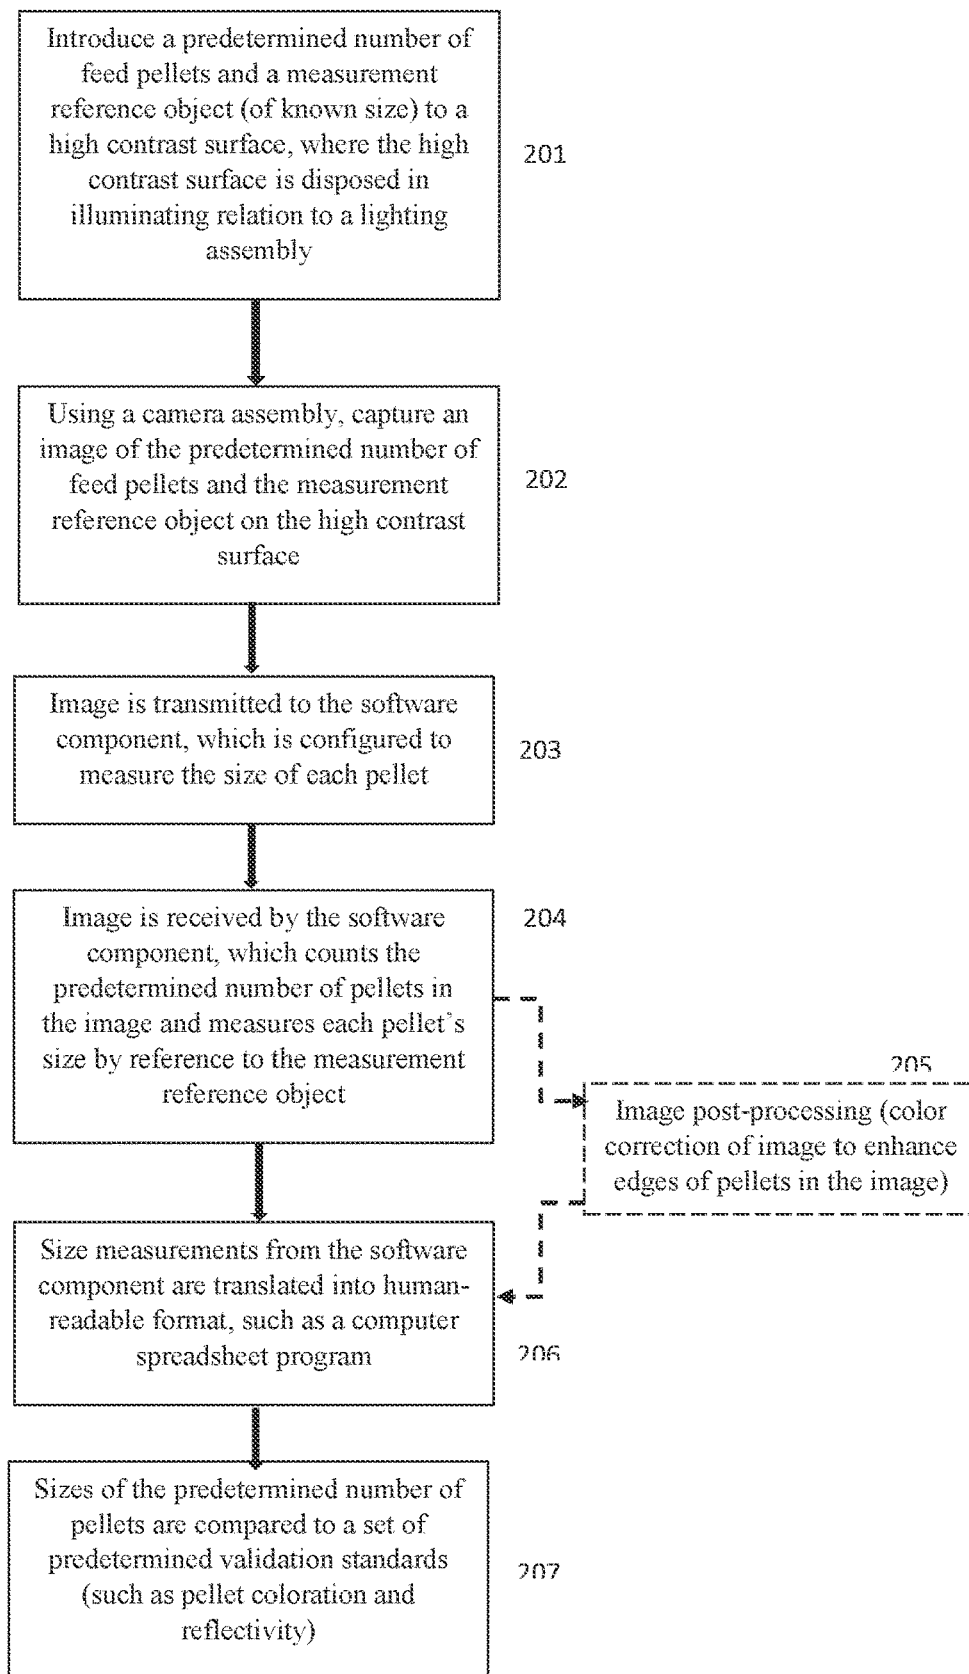 Introduce a predetermined number of
feed pellets and a measurement
reference object (of known size) to a
high contrast surface, where the high
contrast surface is disposed in
illuminating relation to a lighting
assembly
201
Using a camera assembly, capture an
image of the predetermined number of
feed pellets and the measurement
reference object on the high contrast
surface
202
Image is transmitted to the software
component, which is configured to
measure the size of each pellet
203
Image is received by the software
component, which counts the
predetermined number of pellets in
the image and measures each pellet's
size by reference to the measurement
reference object
204
205
Image post-processing (color
correction of image to enhance
edges of pellets in the image)
Size measurements from the software
component are translated into human-
readable format, such as a computer
spreadsheet program
206
Sizes of the predetermined number of
pellets are compared to a set of
predetermined validation standards
(such as pellet coloration and
reflectivity)
207